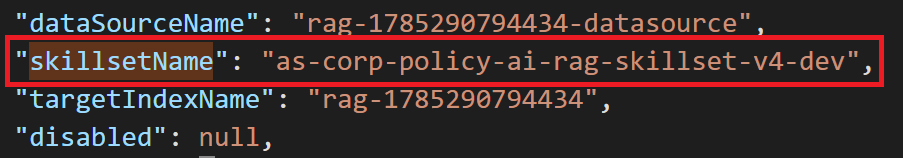 "dataSourceName": "rag-1785290794434-datasource",
"skillsetName": "as-corp-policy-ai-rag-skillset-v4-dev",
"targetIndexName": "rag-1785290794434",
"disabled": null,